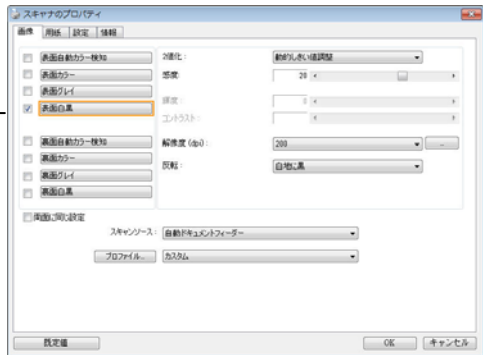 スキャナのプロパティ
画像 用紙 設定 情報
表面自動カラー検知
表面カラー
表面グレイ
表面白黒
裏面自動カラー検知
裏面カラー
裏面グレイ
裏面白黒
2値化： 動的しきい値調整
感度： 20
輝度： 0
コントラスト：
解像度 (dpi)： 200 ...
反転： 白地に黒
両面に同じ設定
スキャンソース： 自動ドキュメントフィーダー
プロファイル... カスタム
既定値 OK キャンセル